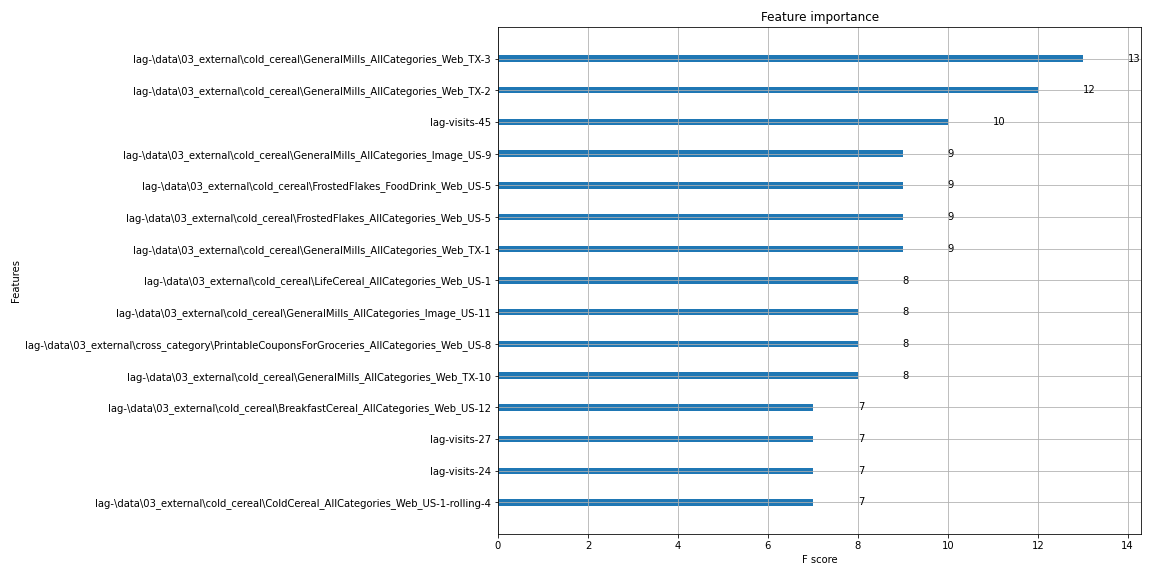 Feature importance
lag-\data\03_external\cold_cereal\GeneralMills_AllCategories_Web_TX-3 13
lag-\data\03_external\cold_cereal\GeneralMills_AllCategories_Web_TX-2 12
lag-visits-45 10
lag-\data\03_external\cold_cereal\GeneralMills_AllCategories_Image_US-9 9
lag-\data\03_external\cold_cereal\FrostedFlakes_FoodDrink_Web_US-5 9
lag-\data\03_external\cold_cereal\FrostedFlakes_AllCategories_Web_US-5 9
lag-\data\03_external\cold_cereal\GeneralMills_AllCategories_Web_TX-1 9
lag-\data\03_external\cold_cereal\LifeCereal_AllCategories_Web_US-1 8
lag-\data\03_external\cold_cereal\GeneralMills_AllCategories_Image_US-11 8
lag-\data\03_external\cross_category\PrintableCouponsForGroceries_AllCategories_Web_US-8 8
lag-\data\03_external\cold_cereal\GeneralMills_AllCategories_Web_TX-10 8
lag-\data\03_external\cold_cereal\BreakfastCereal_AllCategories_Web_US-12 7
lag-visits-27 7
lag-visits-24 7
lag-\data\03_external\cold_cereal\ColdCereal_AllCategories_Web_US-1-rolling-4 7
Features
0 2 4 6 8 10 12 14
F score